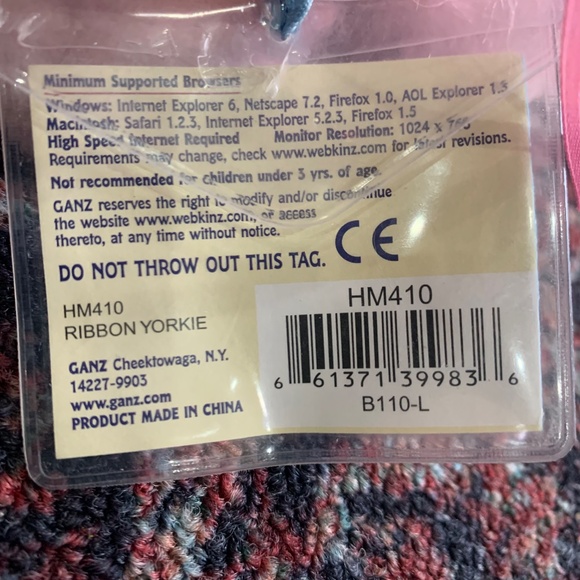 Minimum Supported Browsers
Windows: Internet Explorer 6, Netscape 7.2, Firefox 1.0, AOL Explorer 1.5
Macintosh: Safari 1.2.3, Internet Explorer 5.2.3, Firefox 1.5
High Speed Internet Required Monitor Resolution: 1024 x 768
Requirements may change, check www.webkinz.com for later revisions.
Not recommended for children under 3 yrs. of age.
GANZ reserves the right to modify and/or discontinue
the website www.webkinz.com, or access
thereto, at any time without notice.
CE
DO NOT THROW OUT THIS TAG.
HM410
RIBBON YORKIE
GANZ Cheektowaga, N.Y.
14227-9903
www.ganz.com
PRODUCT MADE IN CHINA
HM410
6 61371 39983 6
B110-L